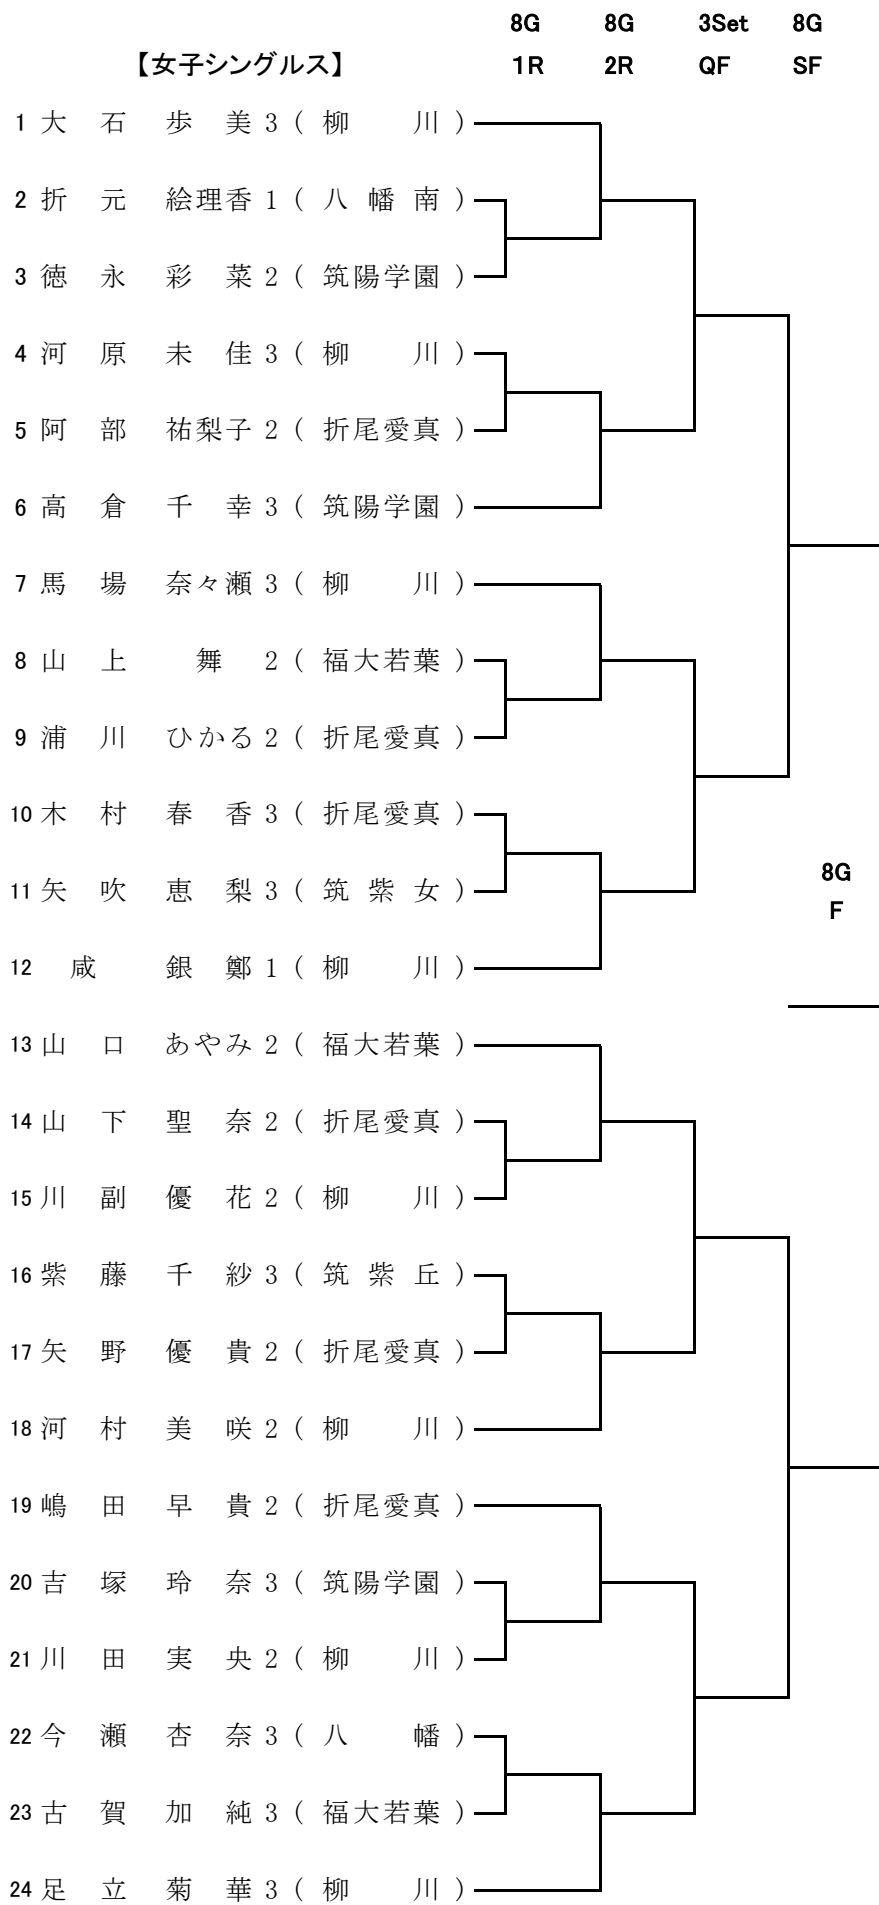 8G 8G 3Set 8G
【女子シングルス】 1R 2R QF SF
1 大 石 歩 美 3 ( 柳 川 )
2 折 元 絵理香 1 ( 八 幡 南 )
3 徳 永 彩 菜 2 ( 筑陽学園 )
4 河 原 未 佳 3 ( 柳 川 )
5 阿 部 祐梨子 2 ( 折尾愛真 )
6 高 倉 千 幸 3 ( 筑陽学園 )
7 馬 場 奈々瀬 3 ( 柳 川 )
8 山 上 舞 2 ( 福大若葉 )
9 浦 川 ひかる 2 ( 折尾愛真 )
10 木 村 春 香 3 ( 折尾愛真 )
11 矢 吹 恵 梨 3 ( 筑 紫 女 )
8G
F
12 咸 銀 鄭 1 ( 柳 川 )
13 山 口 あやみ 2 ( 福大若葉 )
14 山 下 聖 奈 2 ( 折尾愛真 )
15 川 副 優 花 2 ( 柳 川 )
16 紫 藤 千 紗 3 ( 筑 紫 丘 )
17 矢 野 優 貴 2 ( 折尾愛真 )
18 河 村 美 咲 2 ( 柳 川 )
19 嶋 田 早 貴 2 ( 折尾愛真 )
20 吉 塚 玲 奈 3 ( 筑陽学園 )
21 川 田 実 央 2 ( 柳 川 )
22 今 瀬 杏 奈 3 ( 八 幡 )
23 古 賀 加 純 3 ( 福大若葉 )
24 足 立 菊 華 3 ( 柳 川 )